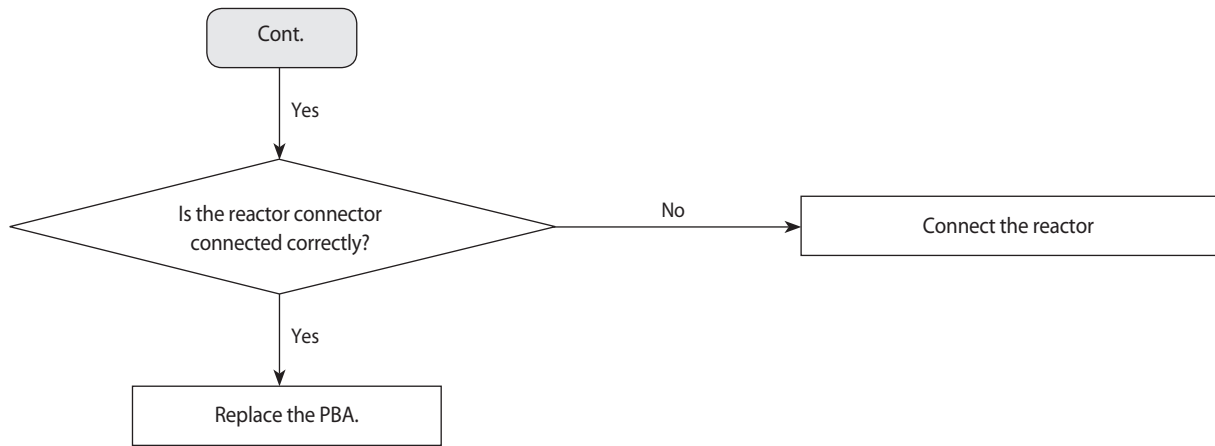 Cont.
Yes
Is the reactor connector
connected correctly?
No
Connect the reactor
Yes
Replace the PBA.